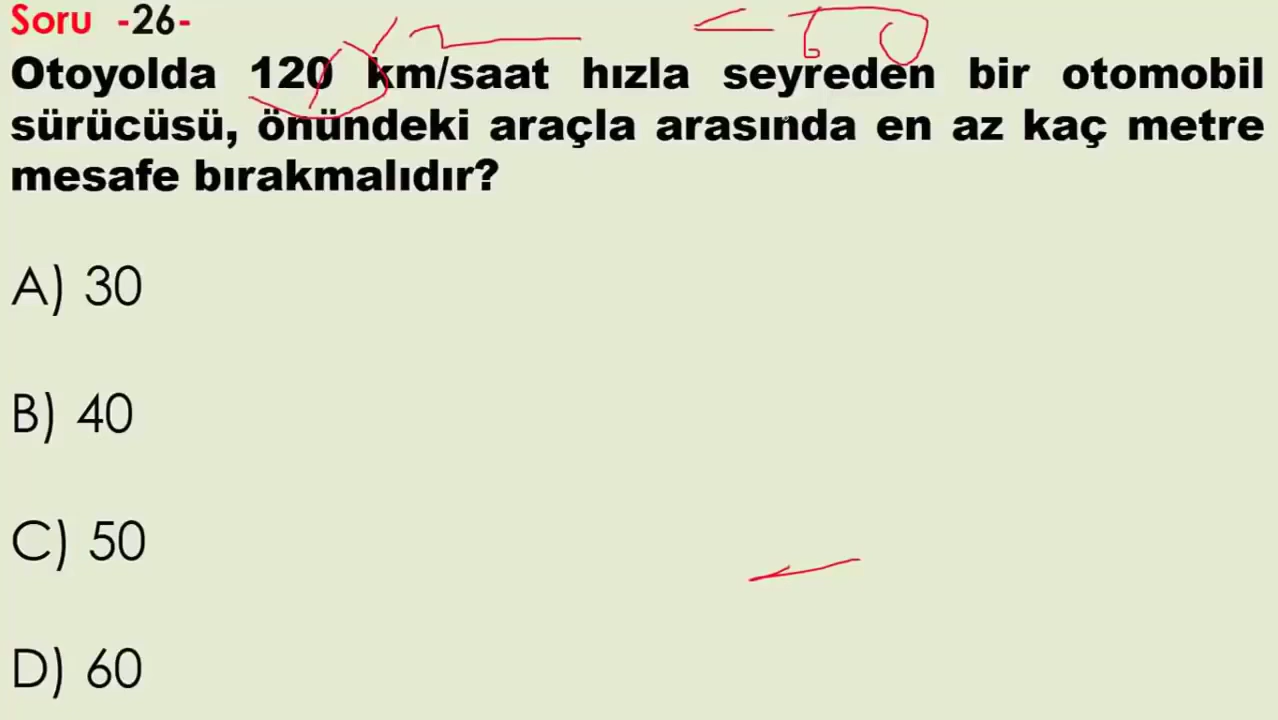 Soru -26-
Otoyolda 120 km/saat hızla seyreden bir otomobil
sürücüsü, önündeki araçla arasında en az kaç metre
mesafe bırakmalıdır?
A) 30
B) 40
C) 50
D) 60